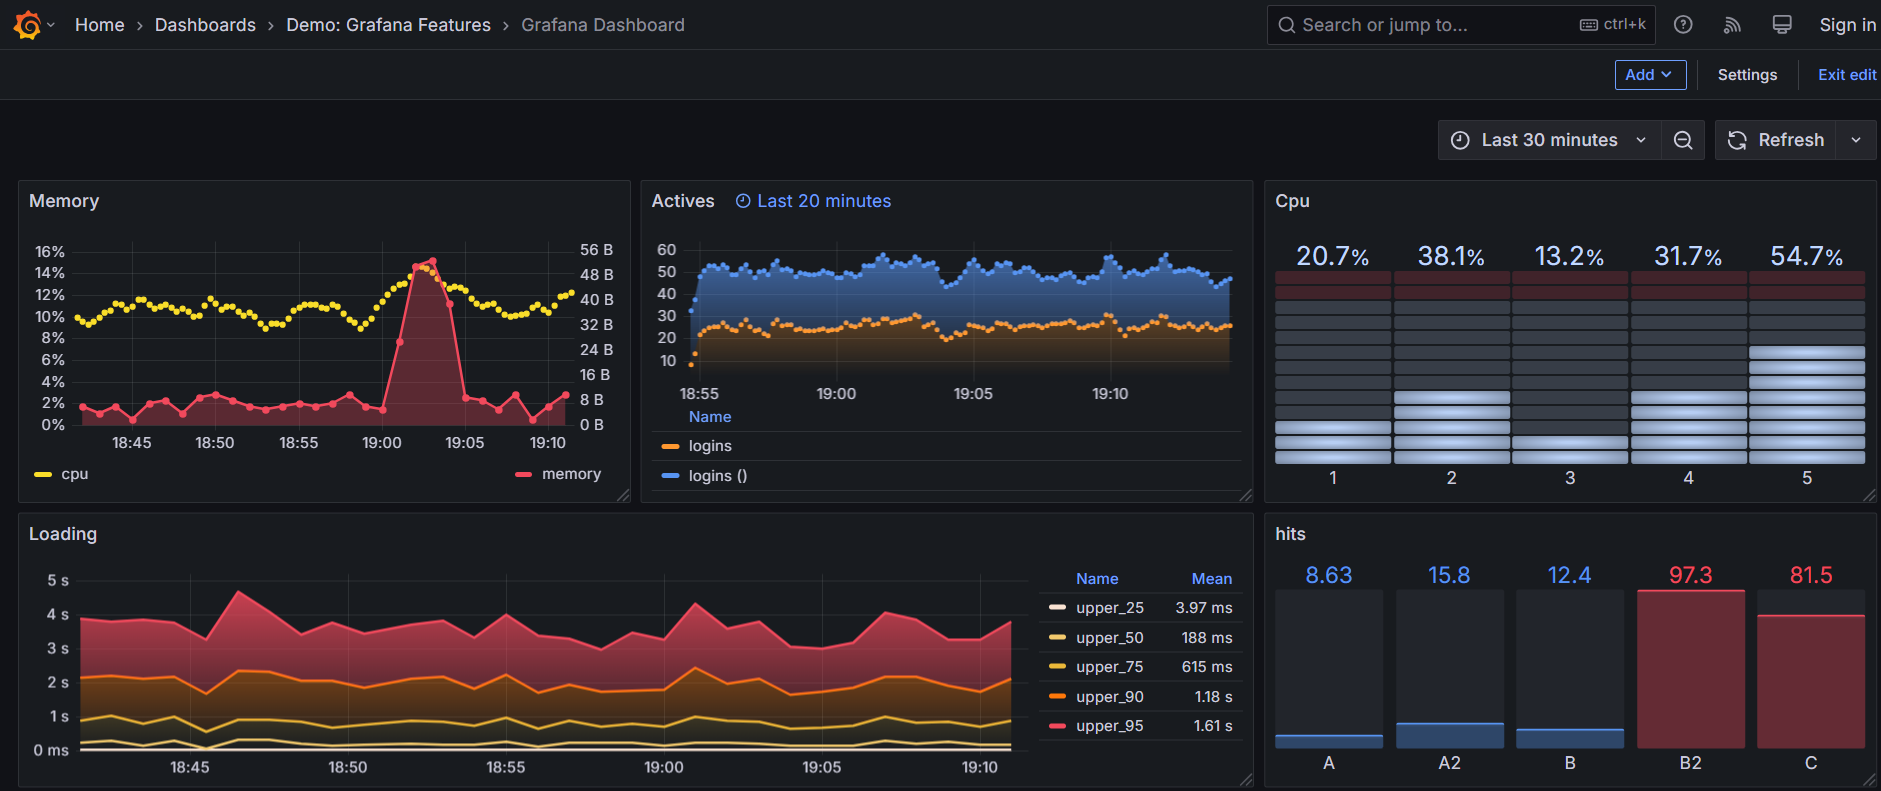 Home › Dashboards › Demo: Grafana Features › Grafana Dashboard
Search or jump to... ctrl+k
Sign in
Add
Settings
Exit edit
Last 30 minutes
Refresh
Memory
16%
14%
12%
10%
8%
6%
4%
2%
0%
56 B
48 B
40 B
32 B
24 B
16 B
8 B
0 B
18:45 18:50 18:55 19:00 19:05 19:10
cpu
memory
Actives Last 20 minutes
60
50
40
30
20
10
18:55 19:00 19:05 19:10
Name
logins
logins ()
Cpu
20.7% 38.1% 13.2% 31.7% 54.7%
1 2 3 4 5
Loading
5 s
4 s
3 s
2 s
1 s
0 ms
18:45 18:50 18:55 19:00 19:05 19:10
Name Mean
upper_25 3.97 ms
upper_50 188 ms
upper_75 615 ms
upper_90 1.18 s
upper_95 1.61 s
hits
8.63 15.8 12.4 97.3 81.5
A A2 B B2 C